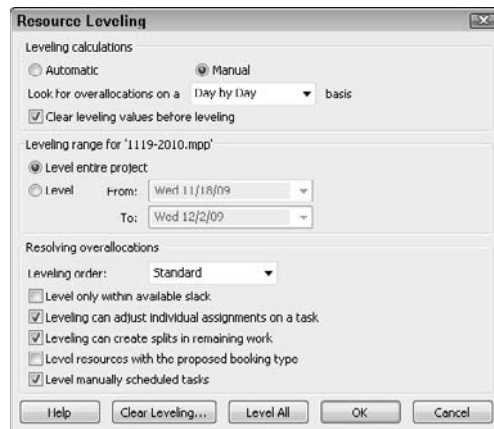 Resource Leveling
Leveling calculations
Automatic Manual
Look for overallocations on a Day by Day basis
Clear leveling values before leveling
Leveling range for '1119-2010.mpp'
Level entire project
Level From: Wed 11/18/09
To: Wed 12/2/09
Resolving overallocations
Leveling order: Standard
Level only within available slack
Leveling can adjust individual assignments on a task
Leveling can create splits in remaining work
Level resources with the proposed booking type
Level manually scheduled tasks
Help Clear Leveling... Level All OK Cancel